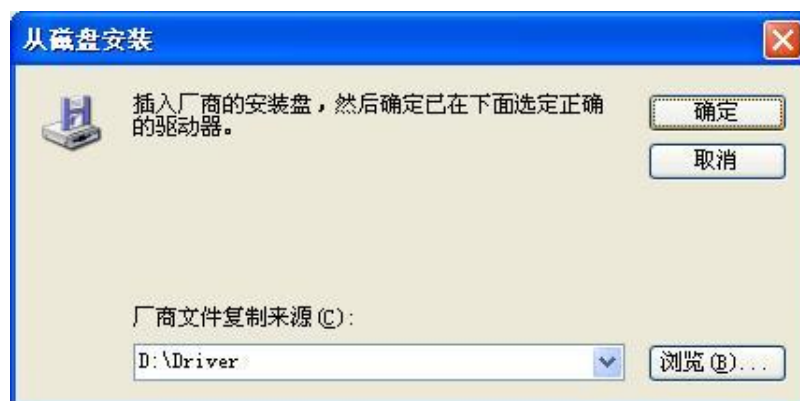 从磁盘安装
插入厂商的安装盘，然后确定已在下面选定正确
的驱动器。
确定
取消
厂商文件复制来源(C):
D:\Driver
浏览(B)...